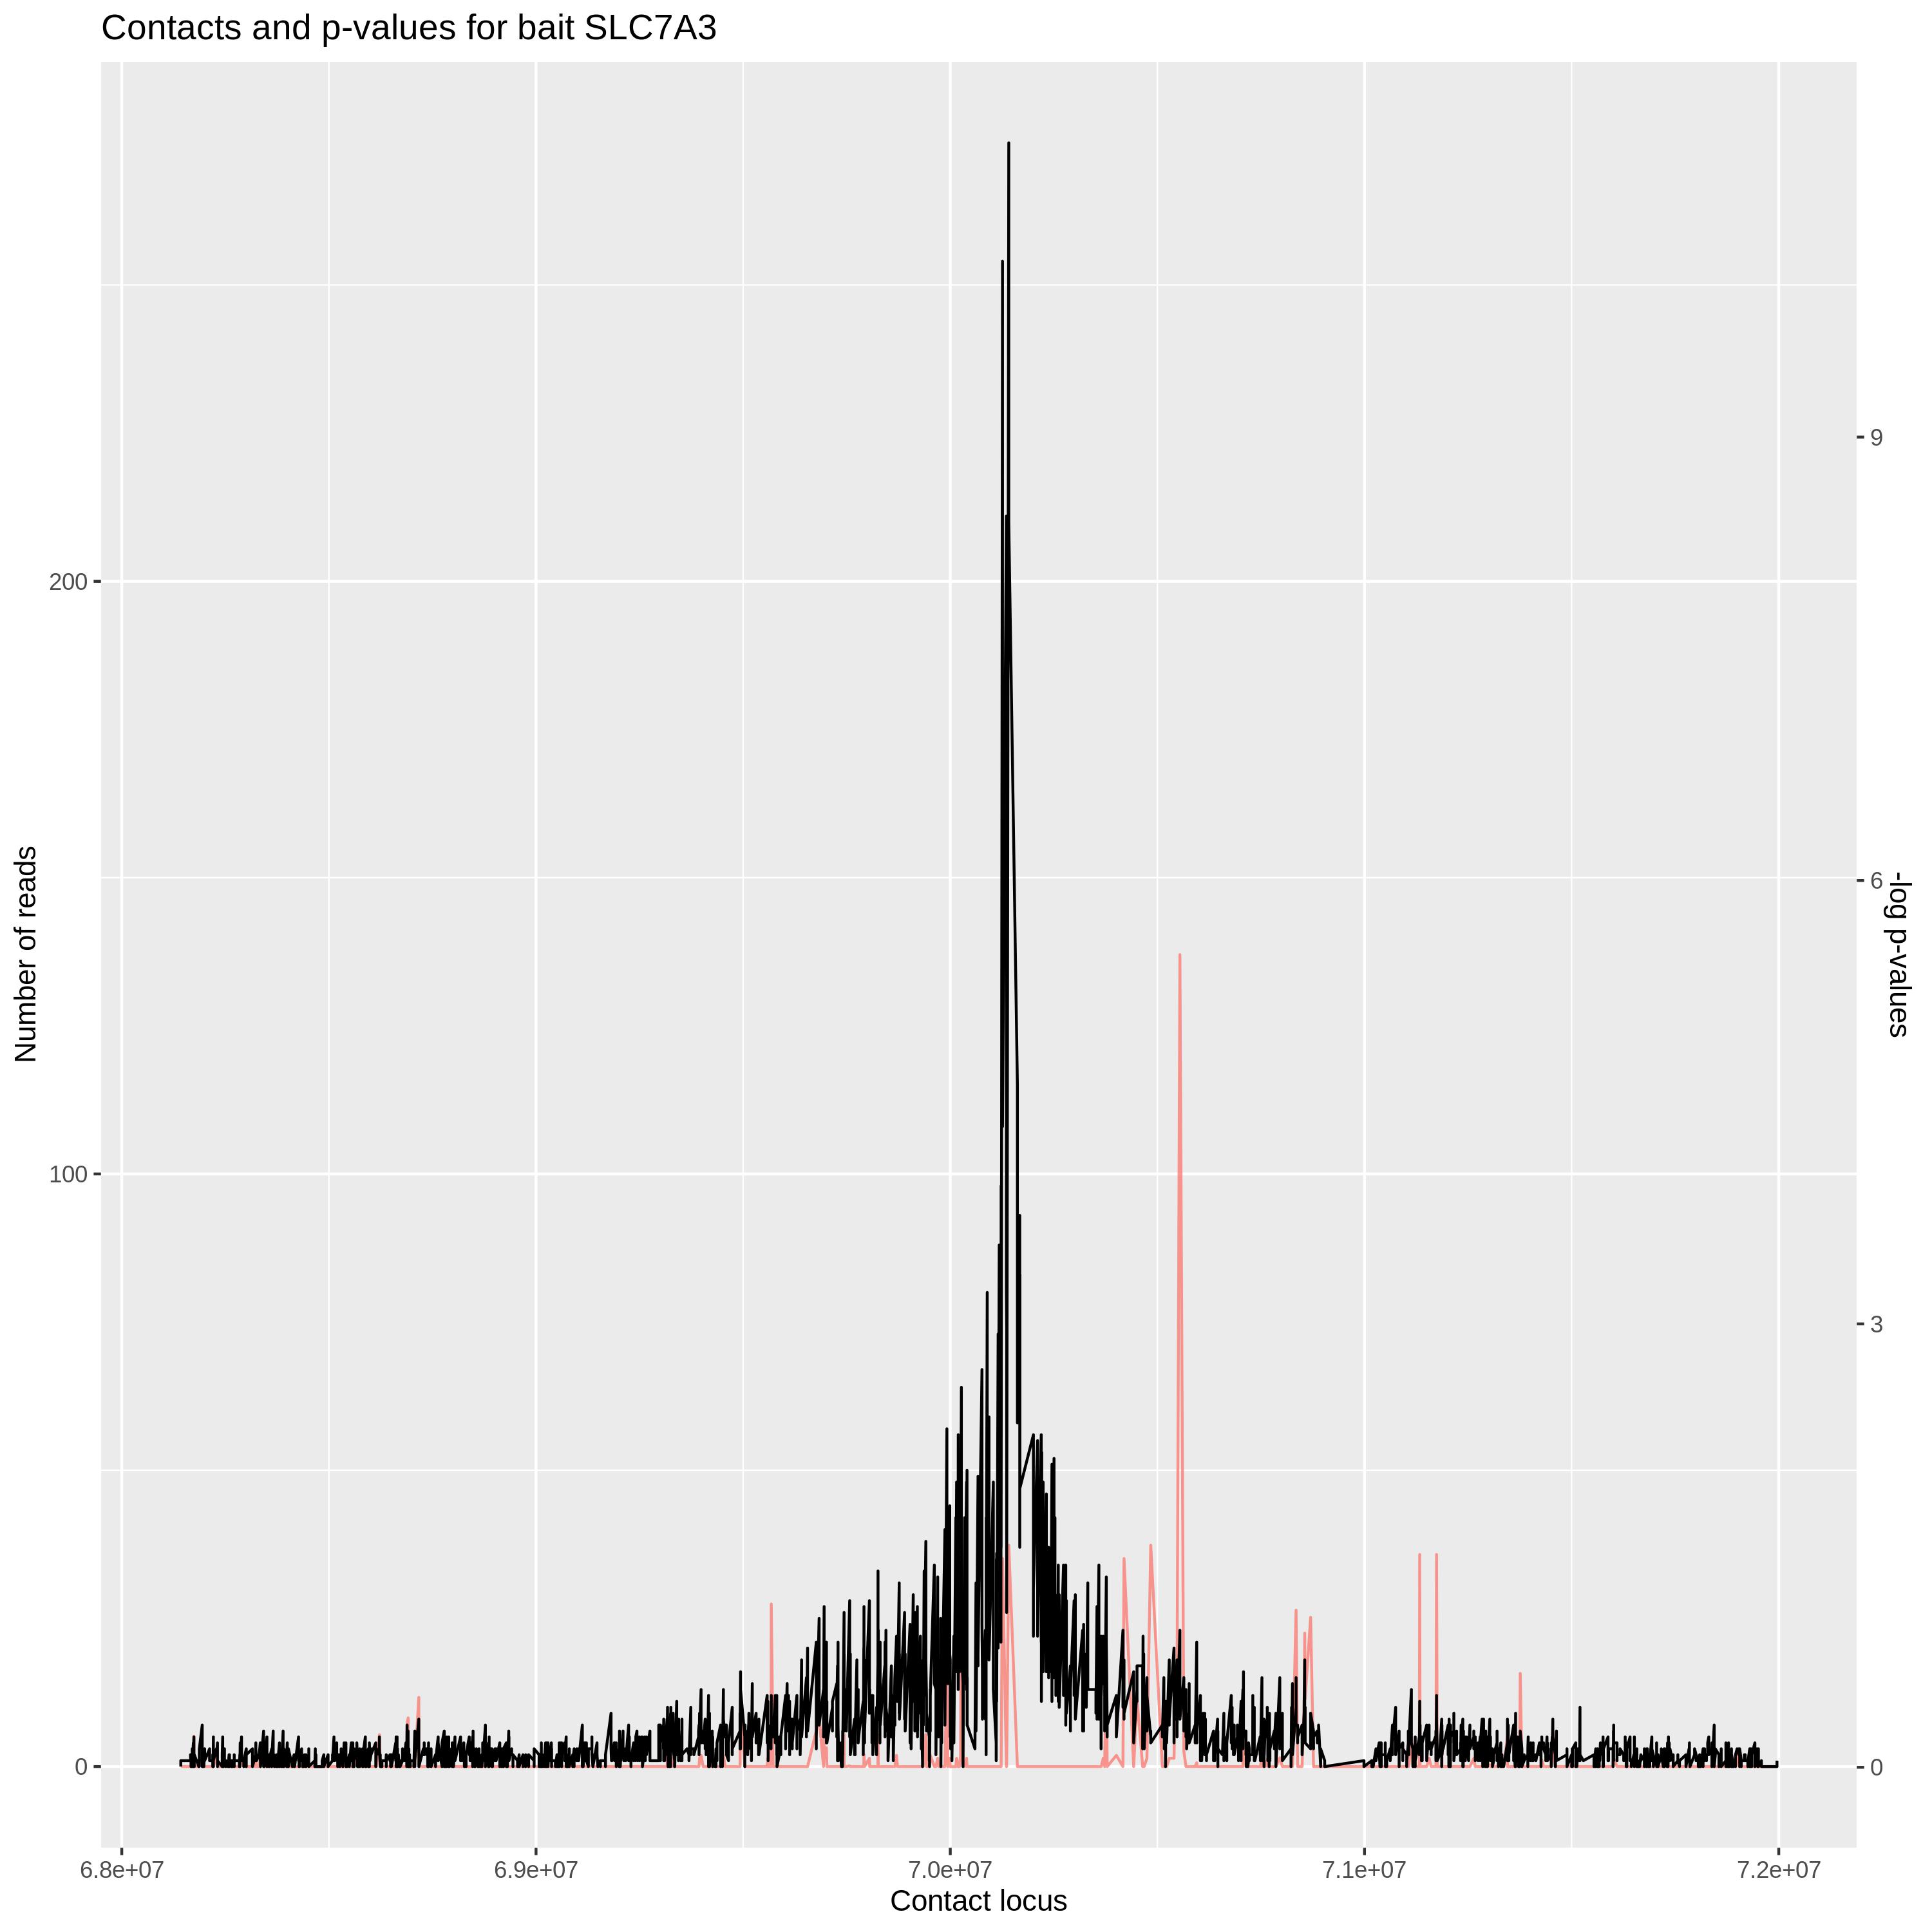 Contacts and p-values for bait SLC7A3
Number of reads
200
100
0
9
6
3
0
-log p-values
6.8e+07
6.9e+07
7.0e+07
7.1e+07
7.2e+07
Contact locus